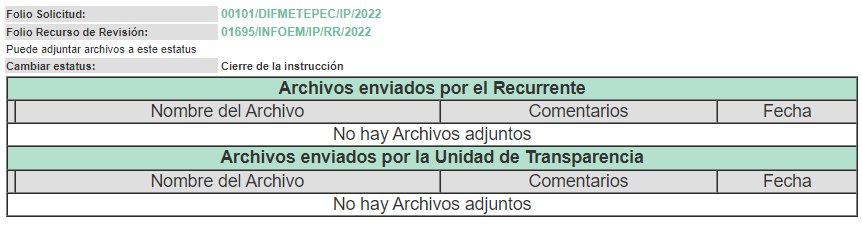 Folio Solicitud: 00101/DIFMETEPEC/IP/2022
Folio Recurso de Revisión: 01695/INFOEM/IP/RR/2022
Puede adjuntar archivos a este estatus
Cambiar estatus: Cierre de la instrucción
Archivos enviados por el Recurrente
Nombre del Archivo Comentarios Fecha
No hay Archivos adjuntos
Archivos enviados por la Unidad de Transparencia
Nombre del Archivo Comentarios Fecha
No hay Archivos adjuntos